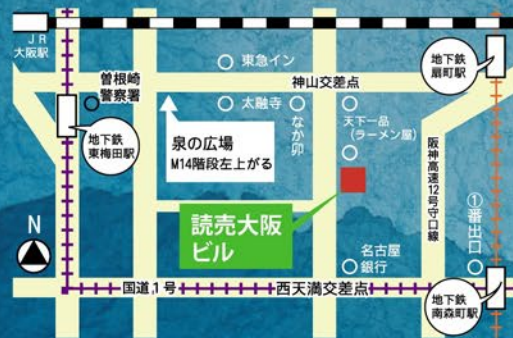 JR
大阪駅
東急イン
地下鉄
扇町駅
曽根崎
警察署
神山交差点
太融寺
なか卯
天下一品
(ラーメン屋)
地下鉄
東梅田駅
泉の広場
M14階段左上がる
阪神高速12号守口線
読売大阪
ビル
①番出口
N
名古屋
銀行
国道1号
西天満交差点
地下鉄
南森町駅